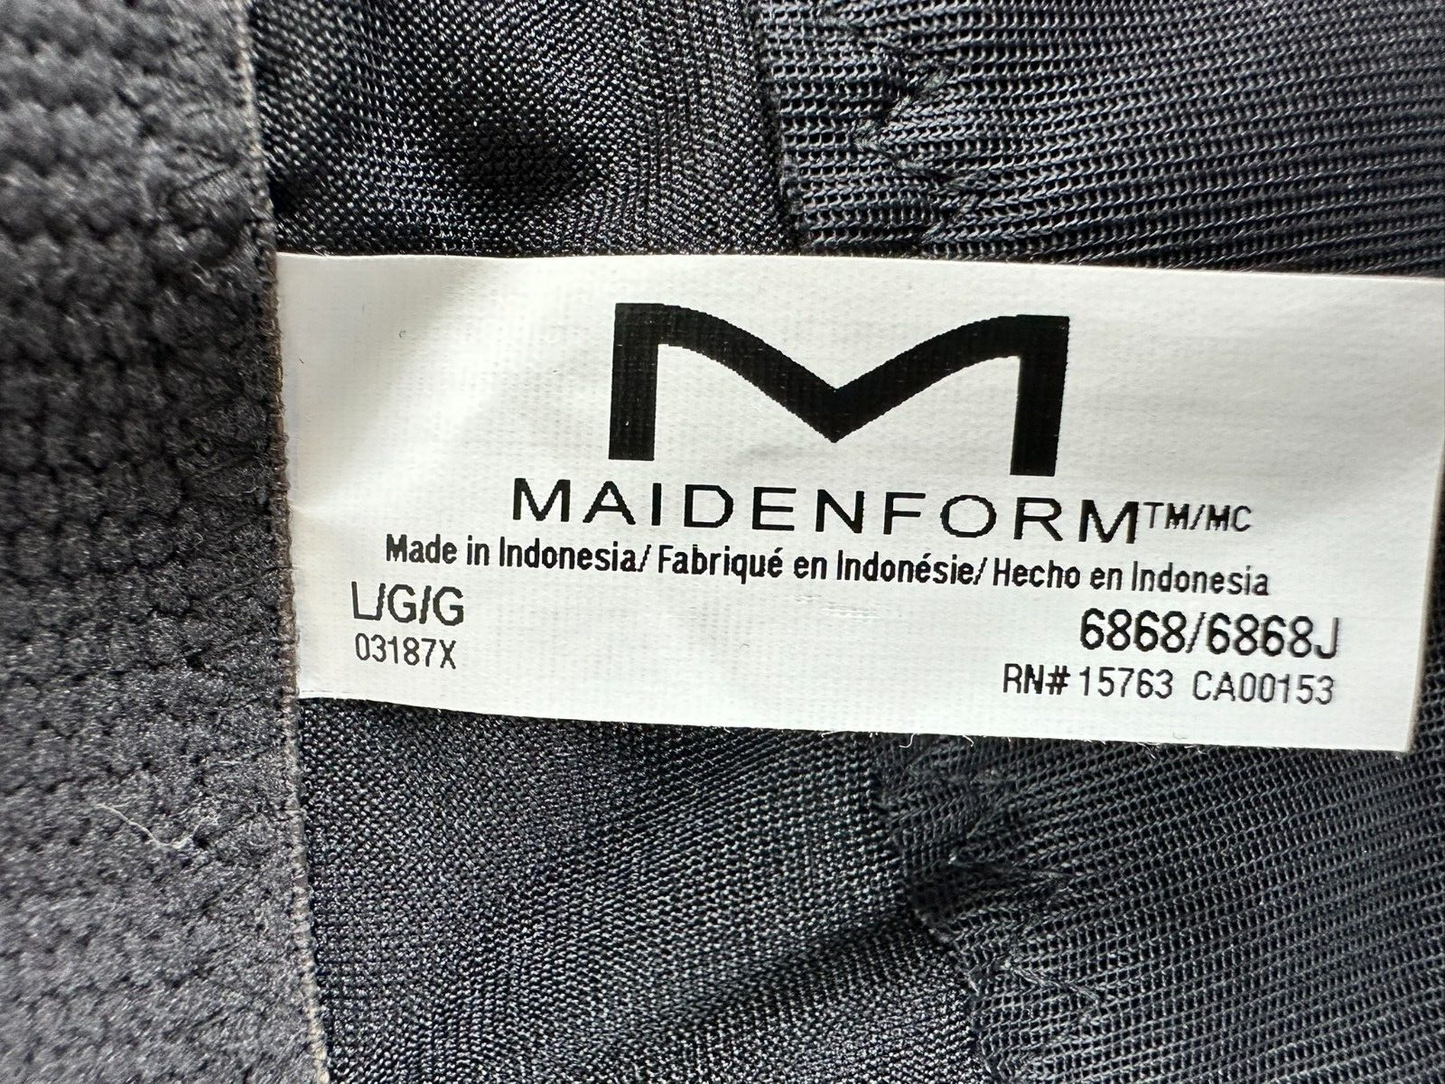 M
MAIDENFORM™/MC
Made in Indonesia/ Fabriqué en Indonésie/ Hecho en Indonesia
L/G/G
6868/6868J
03187X
RN# 15763 CA00153